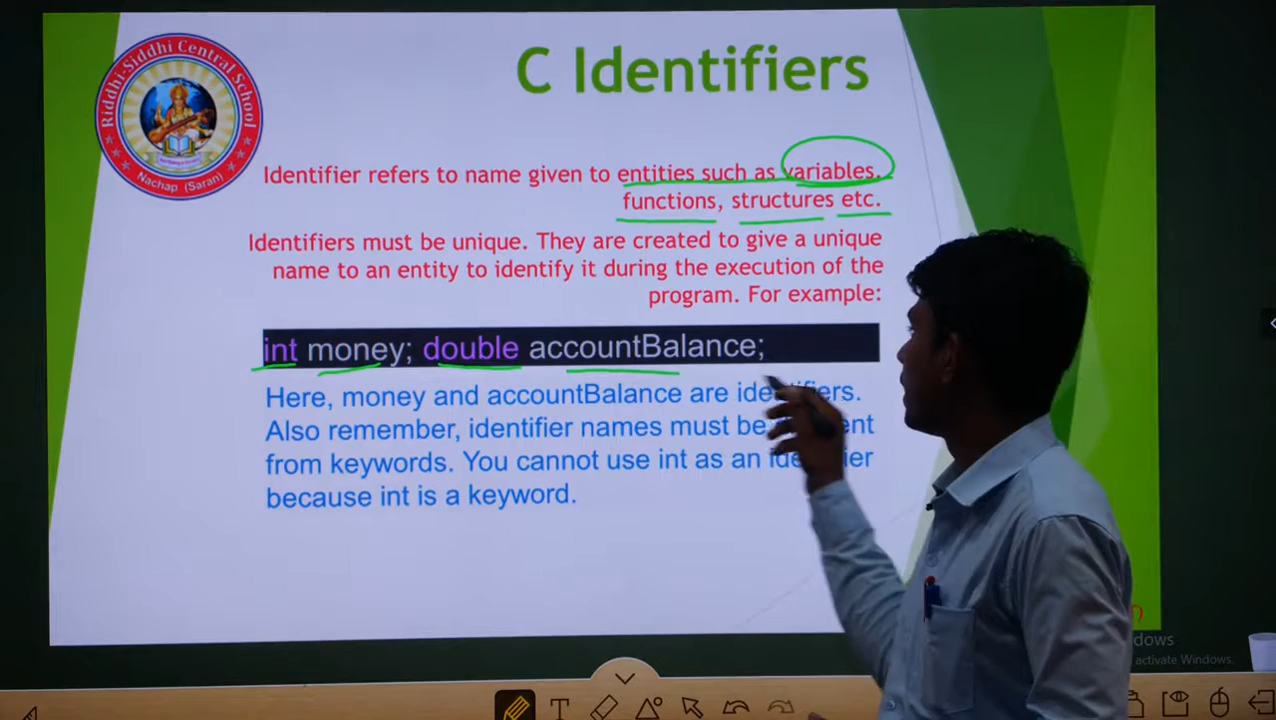 Riddhi-Siddhi Central School
Nachap (Saran)
C Identifiers
Identifier refers to name given to entities such as variables,
functions, structures etc.
Identifiers must be unique. They are created to give a unique
name to an entity to identify it during the execution of the
program. For example:
int money; double accountBalance;
Here, money and accountBalance are identifiers.
Also remember, identifier names must be
from keywords. You cannot use int as an
because int is a keyword.
activate Windows.
T